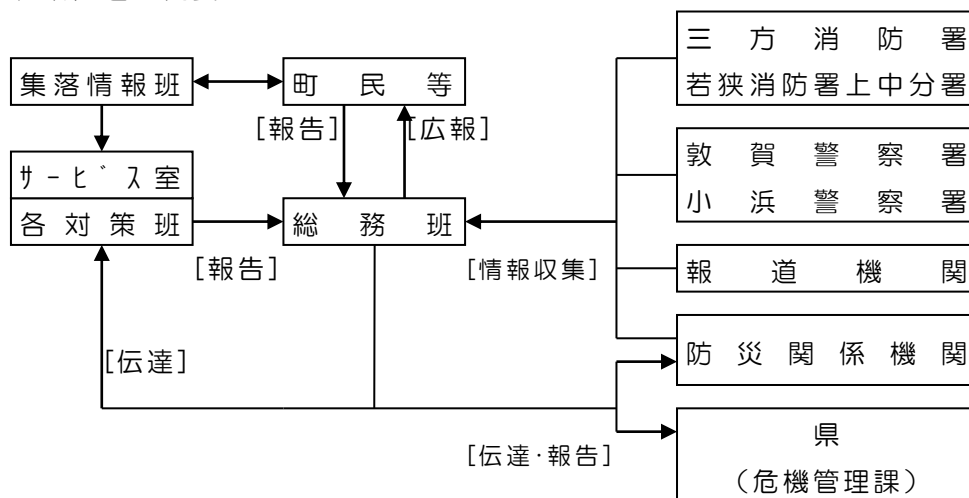 三方消防署
若狭消防署上中分署
集落情報班
町民等
[報告]
[広報]
サービス室
各対策班
総務班
敦賀警察署
小浜警察署
[報告]
[情報収集]
報道機関
防災関係機関
[伝達]
[伝達・報告]
県
（危機管理課）